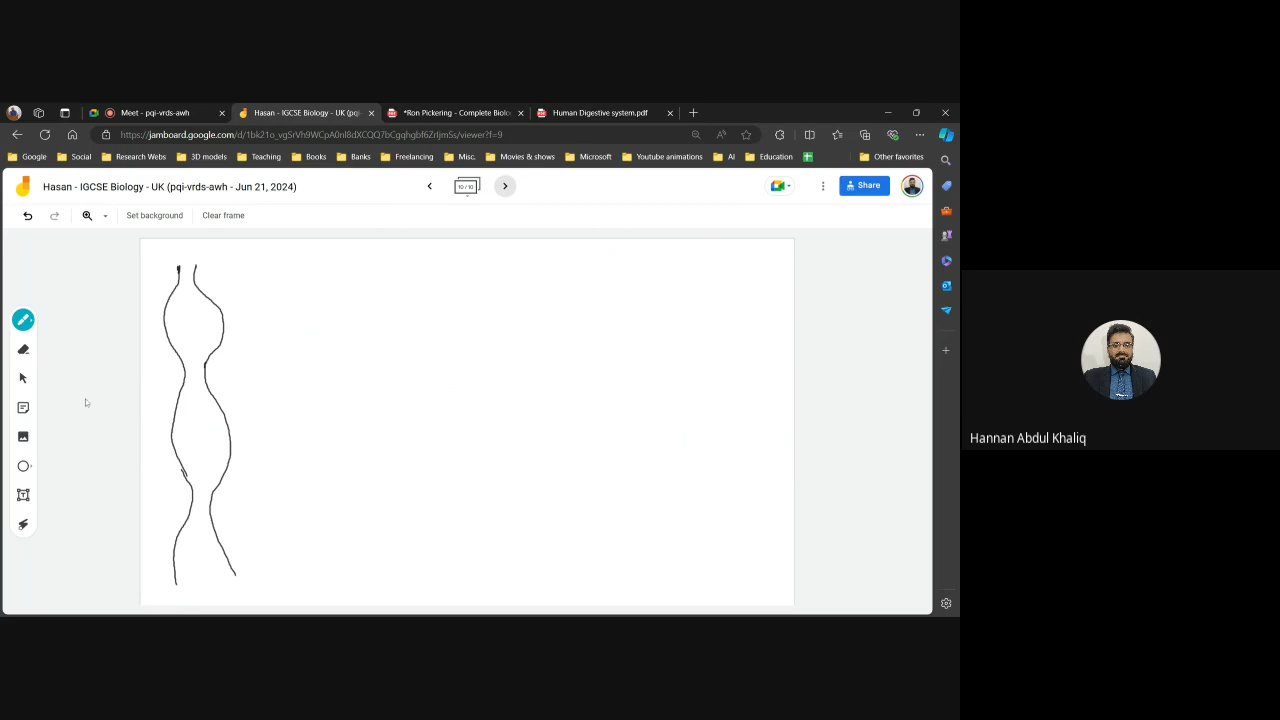 Meet - pqi-vrds-awh
Hasan - IGCSE Biology - UK (pqi-
*Ron Pickering - Complete Biolo
Human Digestive system.pdf
https://jamboard.google.com/d/1bk21o_vgSrVh9WCpA0nI8dXCQQ7bCgqhgbf6ZrIjmSs/viewer?f=9
Google
Social
Research Webs
3D models
Teaching
Books
Banks
Freelancing
Misc.
Movies & shows
Microsoft
Youtube animations
AI
Education
Other favorites
Hasan - IGCSE Biology - UK (pqi-vrds-awh - Jun 21, 2024)
10 / 10
Share
Set background
Clear frame
Hannan Abdul Khaliq